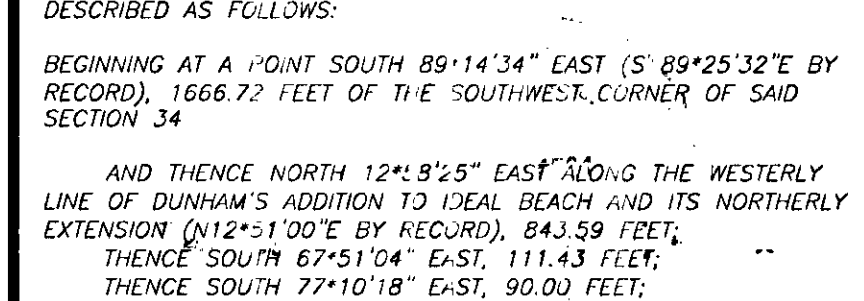 DESCRIBED AS FOLLOWS:
BEGINNING AT A POINT SOUTH 89°14'34" EAST (S 89*25'32"E BY
RECORD), 1666.72 FEET OF THE SOUTHWEST CORNER OF SAID
SECTION 34
AND THENCE NORTH EAST ALONG THE WESTERLY
LINE OF DUNHAM'S ADDITION TO IDEAL BEACH AND ITS NORTHERLY
EXTENSION (N12*51'00"E BY RECORD), 843.59 FEET;
THENCE SOUTH 67*51'04" EAST, 111.43 FEET;
THENCE SOUTH 77*10'18" EAST, 90.00 FEET;